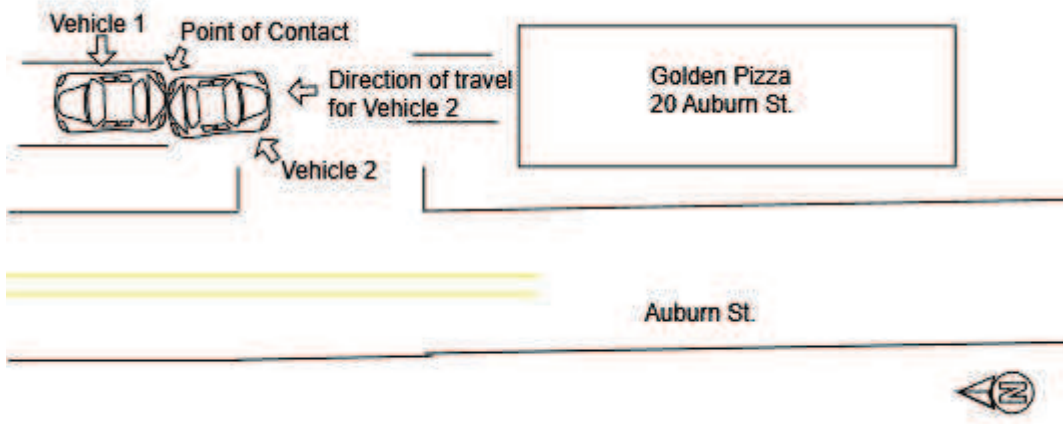 Vehicle 1
Point of Contact
Direction of travel
for Vehicle 2
Vehicle 2
Golden Pizza
20 Auburn St.
Auburn St.
N